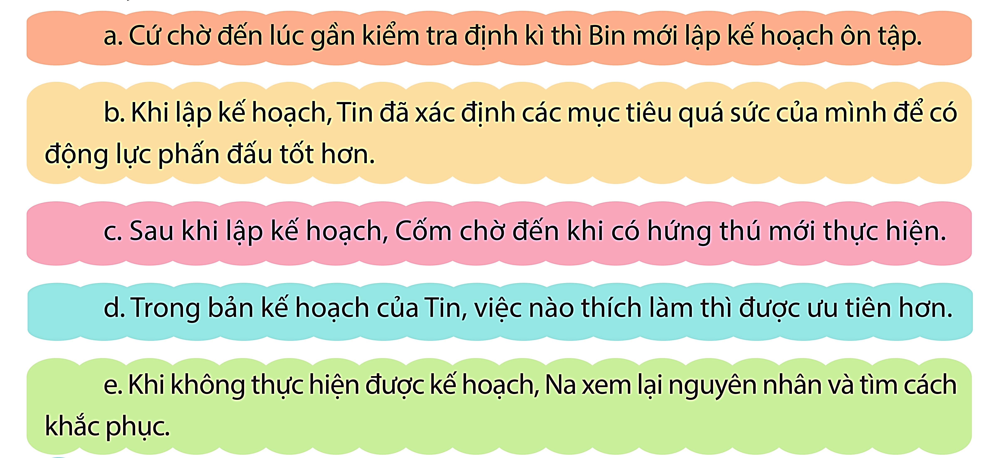 a. Cứ chờ đến lúc gần kiểm tra định kì thì Bin mới lập kế hoạch ôn tập.
b. Khi lập kế hoạch, Tin đã xác định các mục tiêu quá sức của mình để có
động lực phấn đấu tốt hơn.
c. Sau khi lập kế hoạch, Cốm chờ đến khi có hứng thú mới thực hiện.
d. Trong bản kế hoạch của Tin, việc nào thích làm thì được ưu tiên hơn.
e. Khi không thực hiện được kế hoạch, Na xem lại nguyên nhân và tìm cách
khắc phục.